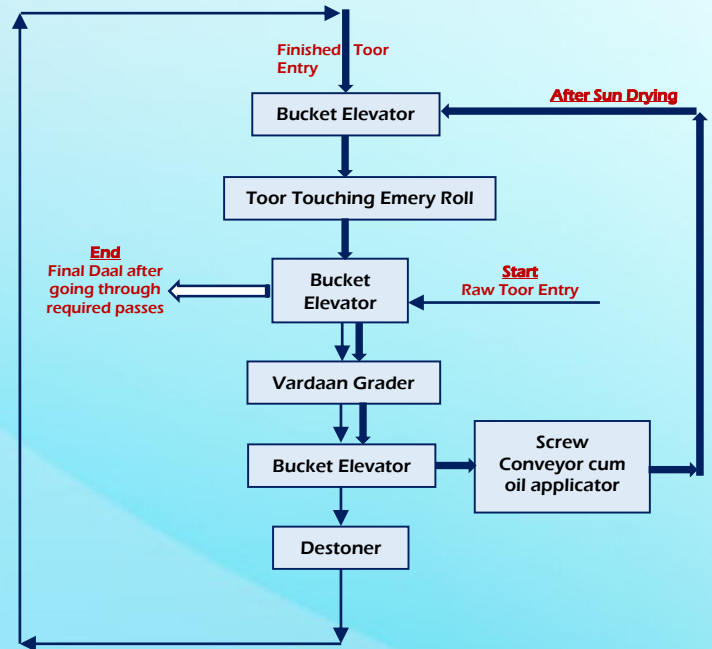 Finished Toor
Entry
After Sun Drying
Bucket Elevator
Toor Touching Emery Roll
End
Final Daal after
going through
required passes
Bucket
Elevator
Start
Raw Toor Entry
Vardaan Grader
Bucket Elevator
Screw
Conveyor cum
oil applicator
Destoner